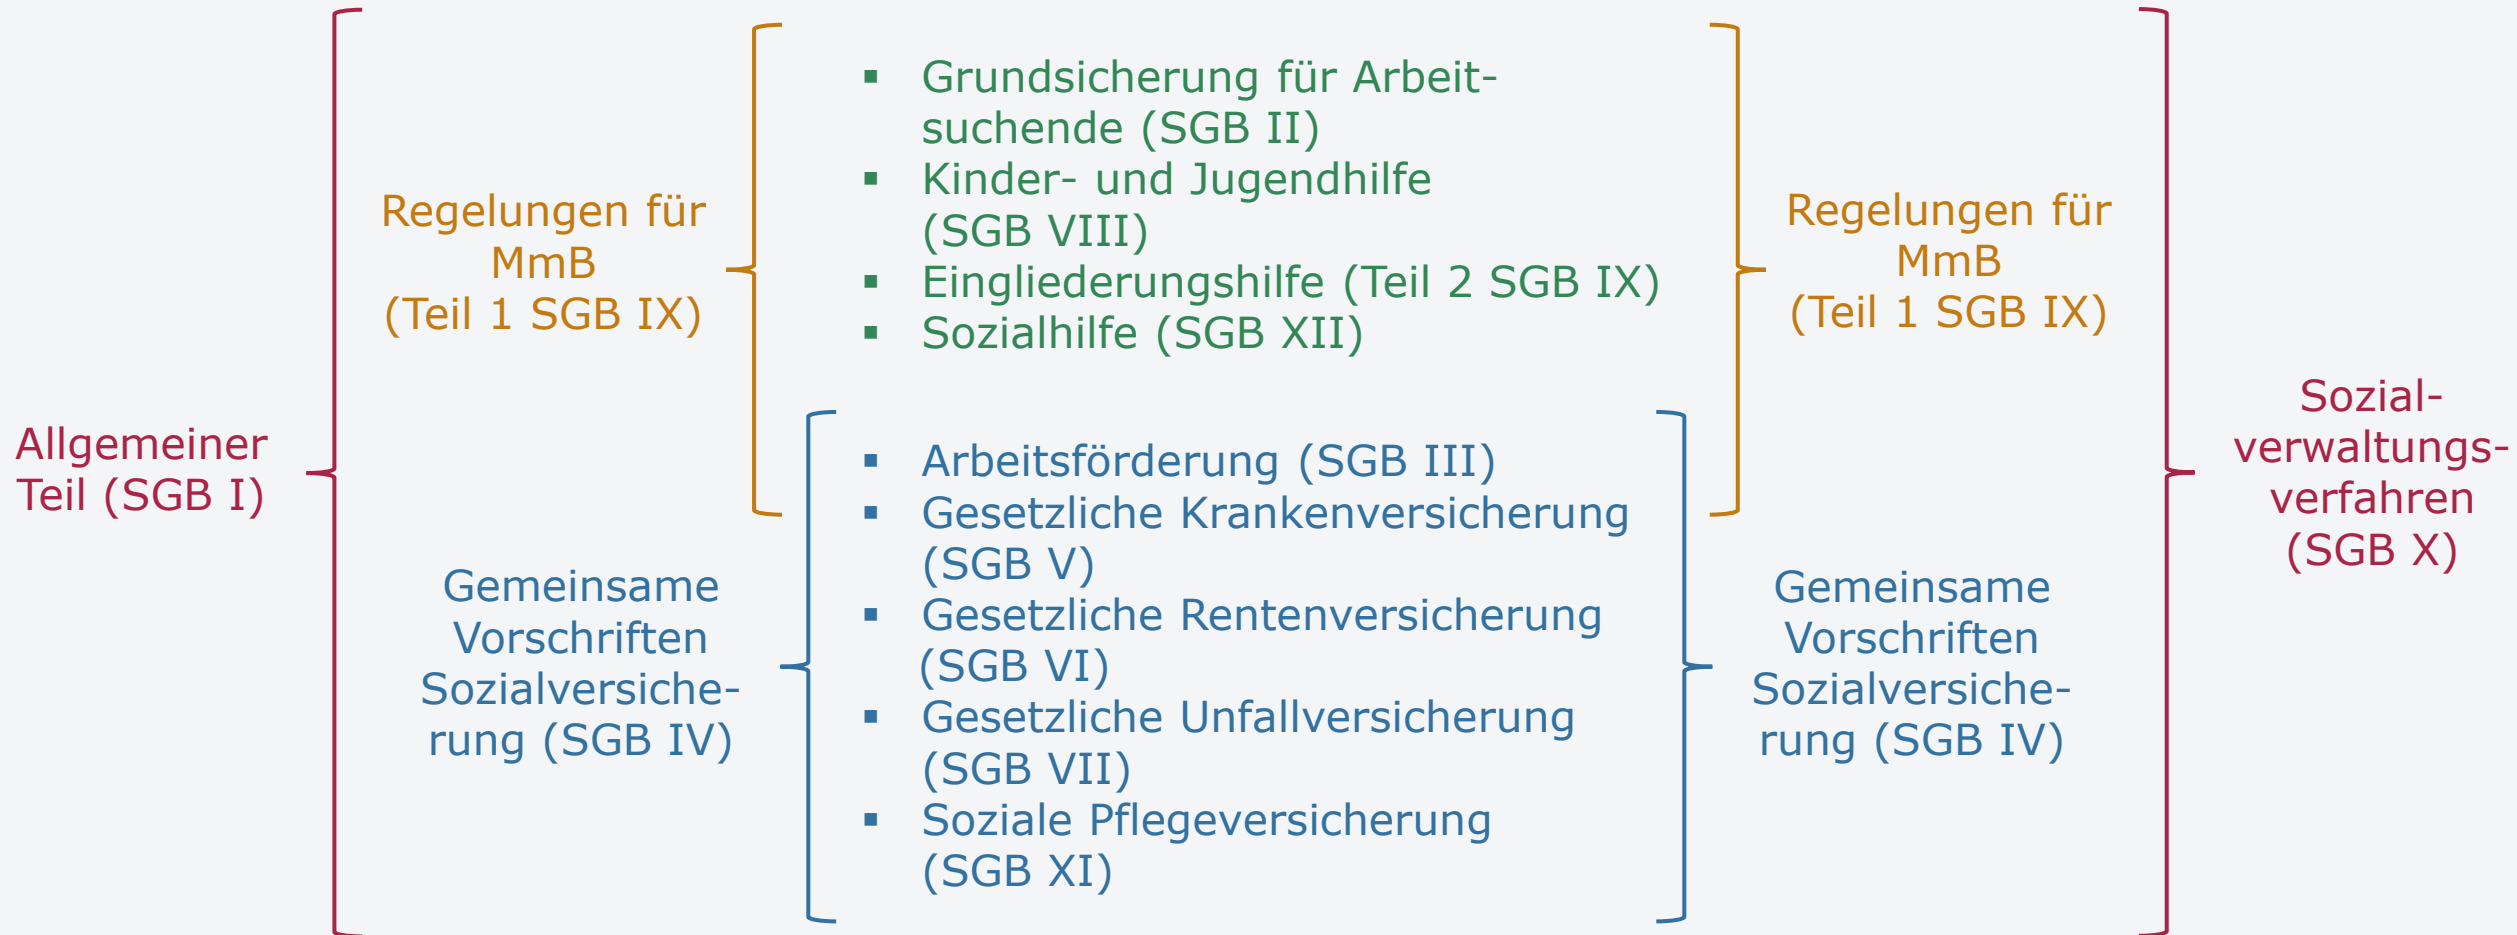 Allgemeiner
Teil (SGB I)
Regelungen für
MmB
(Teil 1 SGB IX)
Gemeinsame
Vorschriften
Sozialversiche-
rung (SGB IV)
▪ Grundsicherung für Arbeit-
suchende (SGB II)
▪ Kinder- und Jugendhilfe
(SGB VIII)
▪ Eingliederungshilfe (Teil 2 SGB IX)
▪ Sozialhilfe (SGB XII)
▪ Arbeitsförderung (SGB III)
▪ Gesetzliche Krankenversicherung
(SGB V)
▪ Gesetzliche Rentenversicherung
(SGB VI)
▪ Gesetzliche Unfallversicherung
(SGB VII)
▪ Soziale Pflegeversicherung
(SGB XI)
Regelungen für
MmB
(Teil 1 SGB IX)
Gemeinsame
Vorschriften
Sozialversiche-
rung (SGB IV)
Sozial-
verwaltungs-
verfahren
(SGB X)